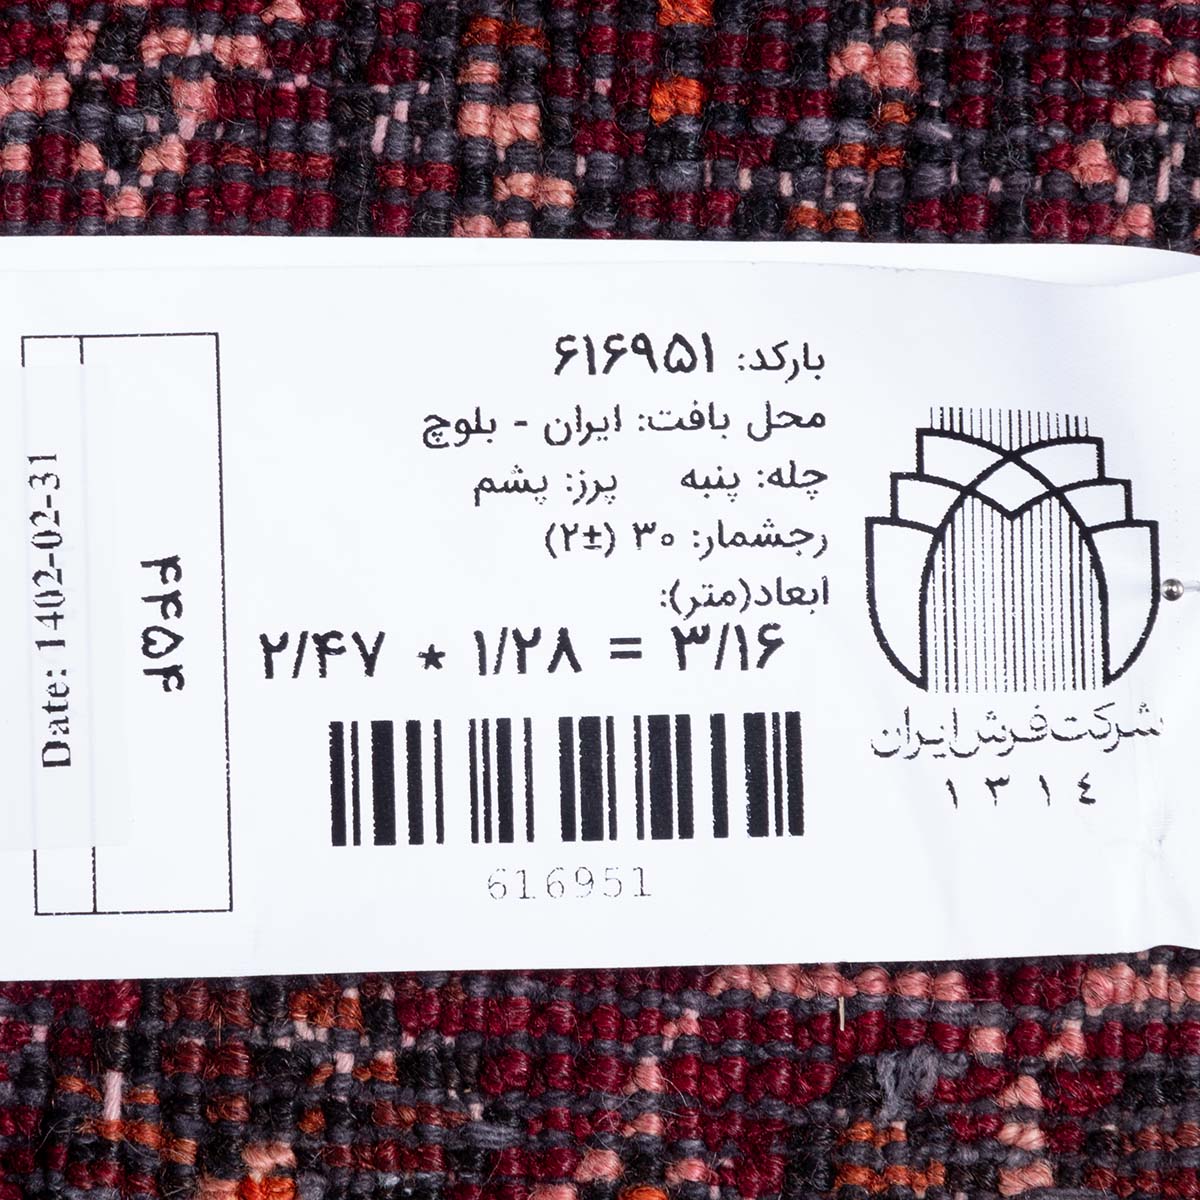 بارکد: ۶۱۶۹۵۱
محل بافت: ایران - بلوچ
چله: پنبه پرز: پشم
رجشمار: ۳۰ (±۲)
ابعاد(متر):
۲/۴۷ * ۱/۲۸ = ۳/۱۶
616951
شرکت فرش ایران
١٣١٤
Date: 1402-02-31
۴۴۵۴